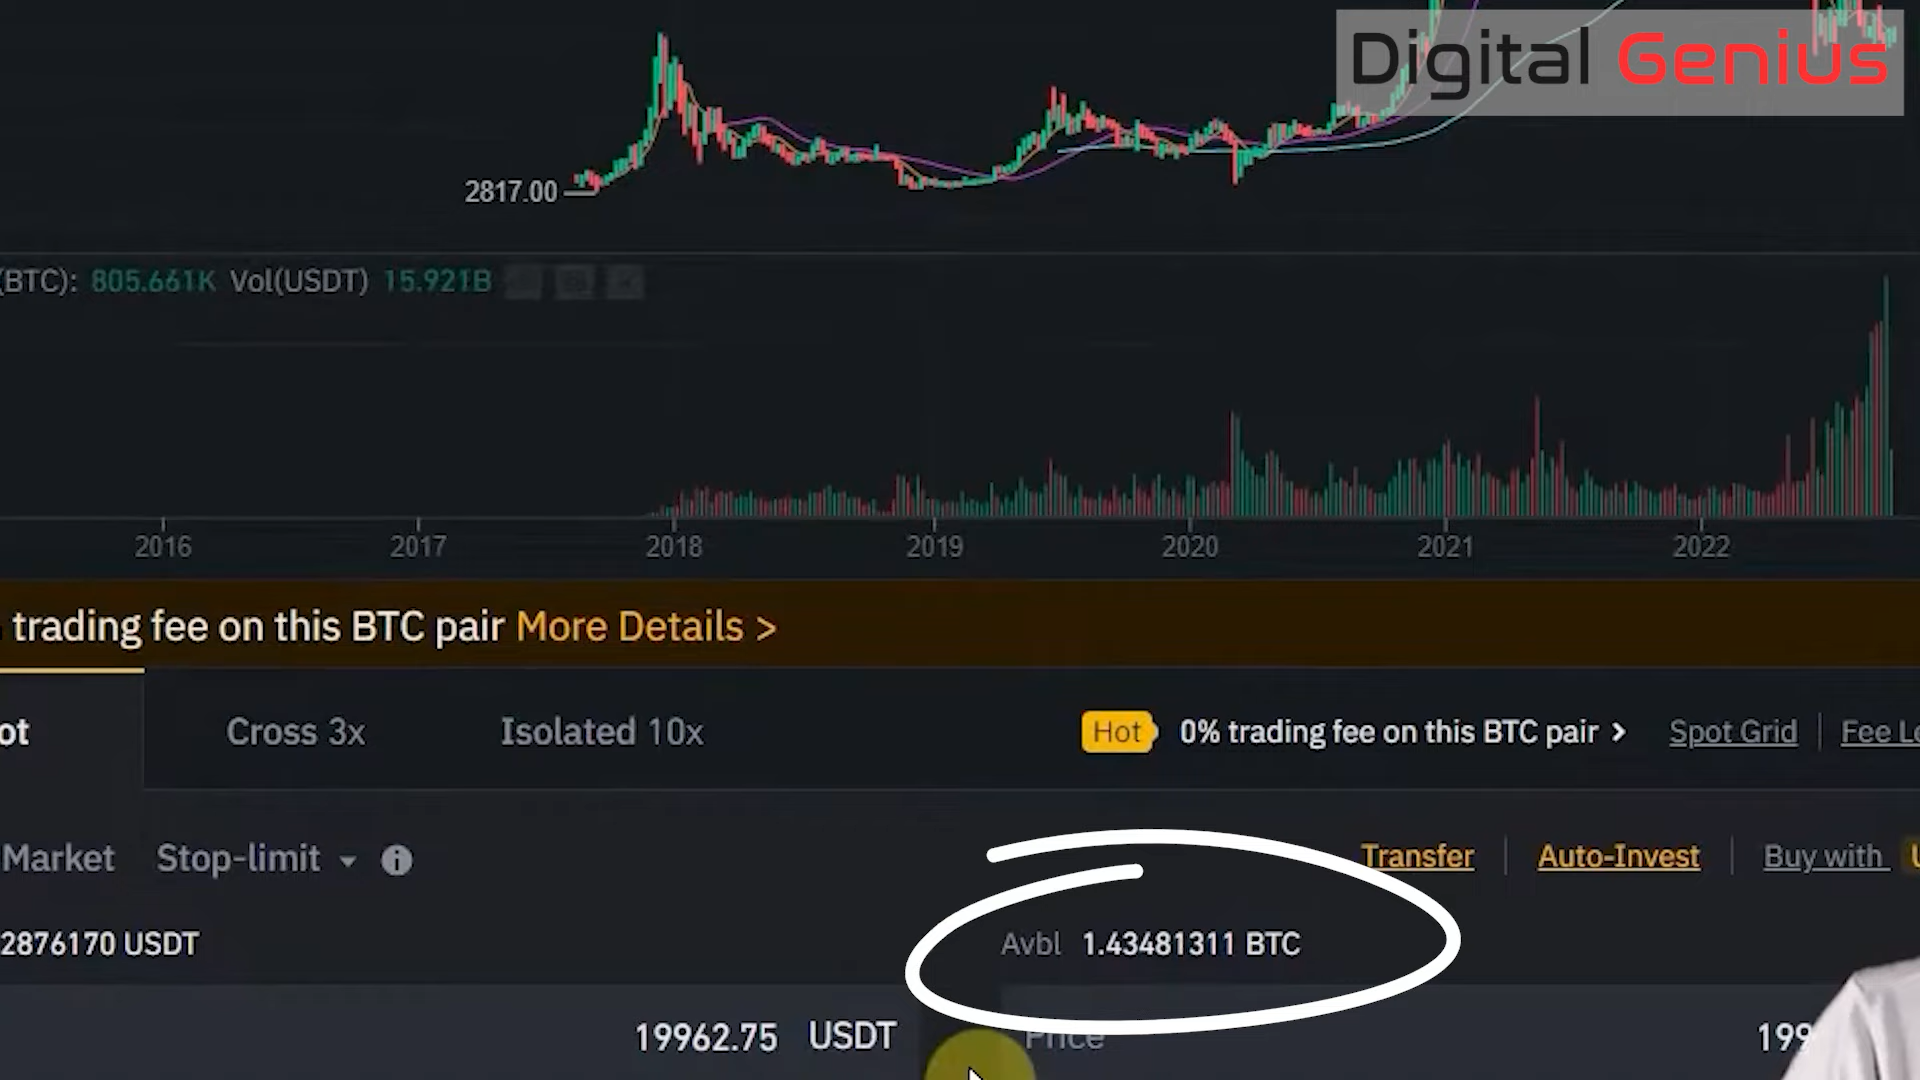 Digital Genius
2817.00
(BTC): 805.661K Vol(USDT) 15.921B
2016 2017 2018 2019 2020 2021 2022
trading fee on this BTC pair More Details >
Cross 3x Isolated 10x Hot 0% trading fee on this BTC pair > Spot Grid
Market Stop-limit Transfer Auto-Invest Buy with
2876170 USDT Avbl 1.43481311 BTC
19962.75 USDT Price 199